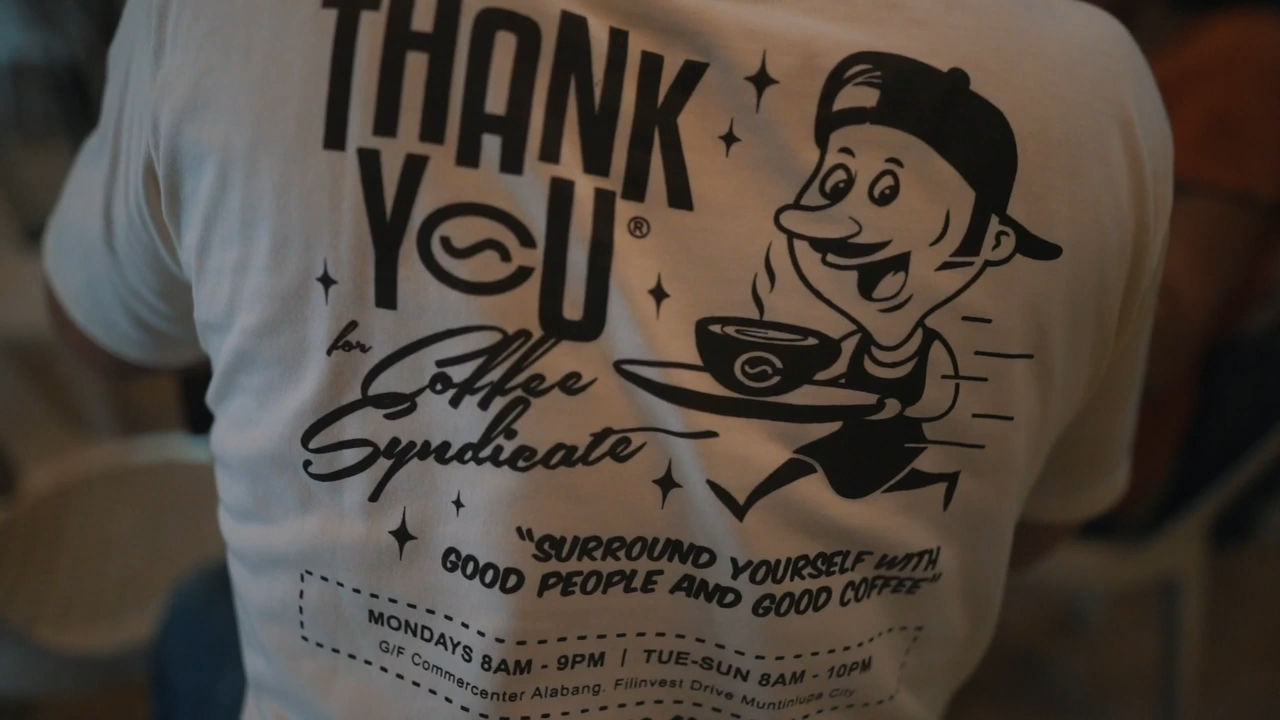 THANK
YOU®
for Coffee
Syndicate
"SURROUND YOURSELF WITH
GOOD PEOPLE AND GOOD COFFEE"
MONDAYS 8AM - 9PM | TUE-SUN 8AM - 10PM
G/F Commercenter Alabang. Filinvest Drive Muntinlupa City